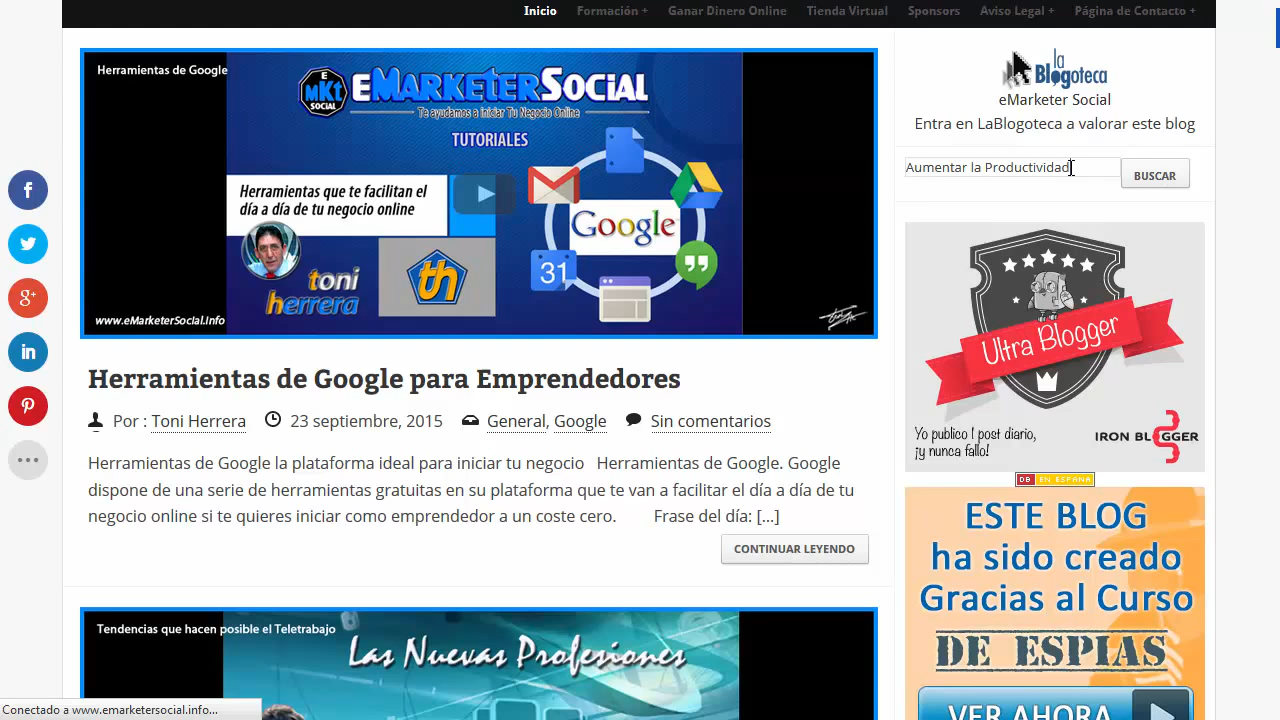 Inicio Formación + Ganar Dinero Online Tienda Virtual Sponsors Aviso Legal + Página de Contacto +
Herramientas de Google
E
MKt
SOCIAL
EMARKETERSOCIAL
Te ayudamos a iniciar Tu Negocio Online
TUTORIALES
Herramientas que te facilitan el
día a día de tu negocio online
Google
31
toni
herrera
th
www.eMarketerSocial.info
Herramientas de Google para Emprendedores
Por : Toni Herrera 23 septiembre, 2015 General, Google Sin comentarios
Herramientas de Google la plataforma ideal para iniciar tu negocio Herramientas de Google. Google
dispone de una serie de herramientas gratuitas en su plataforma que te van a facilitar el día a día de tu
negocio online si te quieres iniciar como emprendedor a un coste cero. Frase del día: [...]
CONTINUAR LEYENDO
Tendencias que hacen posible el Teletrabajo
Las Nuevas Profesiones
Conectado a www.emarketersocial.info...
f
g+
in
la
Blogoteca
eMarketer Social
Entra en LaBlogoteca a valorar este blog
Aumentar la Productividad
BUSCAR
Ultra Blogger
Yo publico 1 post diario,
¡y nunca fallo!
IRON BLOGGER
DB EN ESPAÑA
ESTE BLOG
ha sido creado
Gracias al Curso
DE ESPIAS
VER AHORA